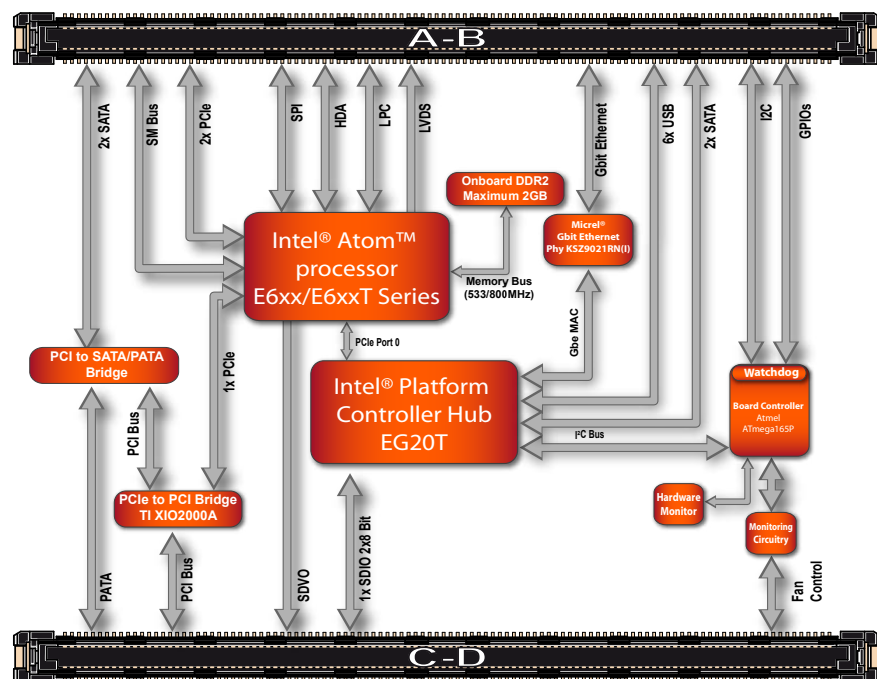 A-B
2x SATA
SM Bus
2x PCIe
SPI
HDA
LPC
LVDS
Gbit Ethernet
6x USB
2x SATA
I2C
GPIOs
Onboard DDR2
Maximum 2GB
Intel® Atom™
processor
E6xx/E6xxT Series
Micrel®
Gbit Ethernet
Phy KSZ9021RN(I)
Memory Bus
(533/800MHz)
PCIe Port 0
Gbe MAC
PCI to SATA/PATA
Bridge
1x PCIe
Intel® Platform
Controller Hub
EG20T
Watchdog
Board Controller
Atmel
ATmega165P
I²C Bus
PCI Bus
PCIe to PCI Bridge
TI XIO2000A
Hardware
Monitor
Monitoring
Circuitry
PATA
PCI Bus
SDVO
1x SDIO 2x8 Bit
Fan
Control
C-D